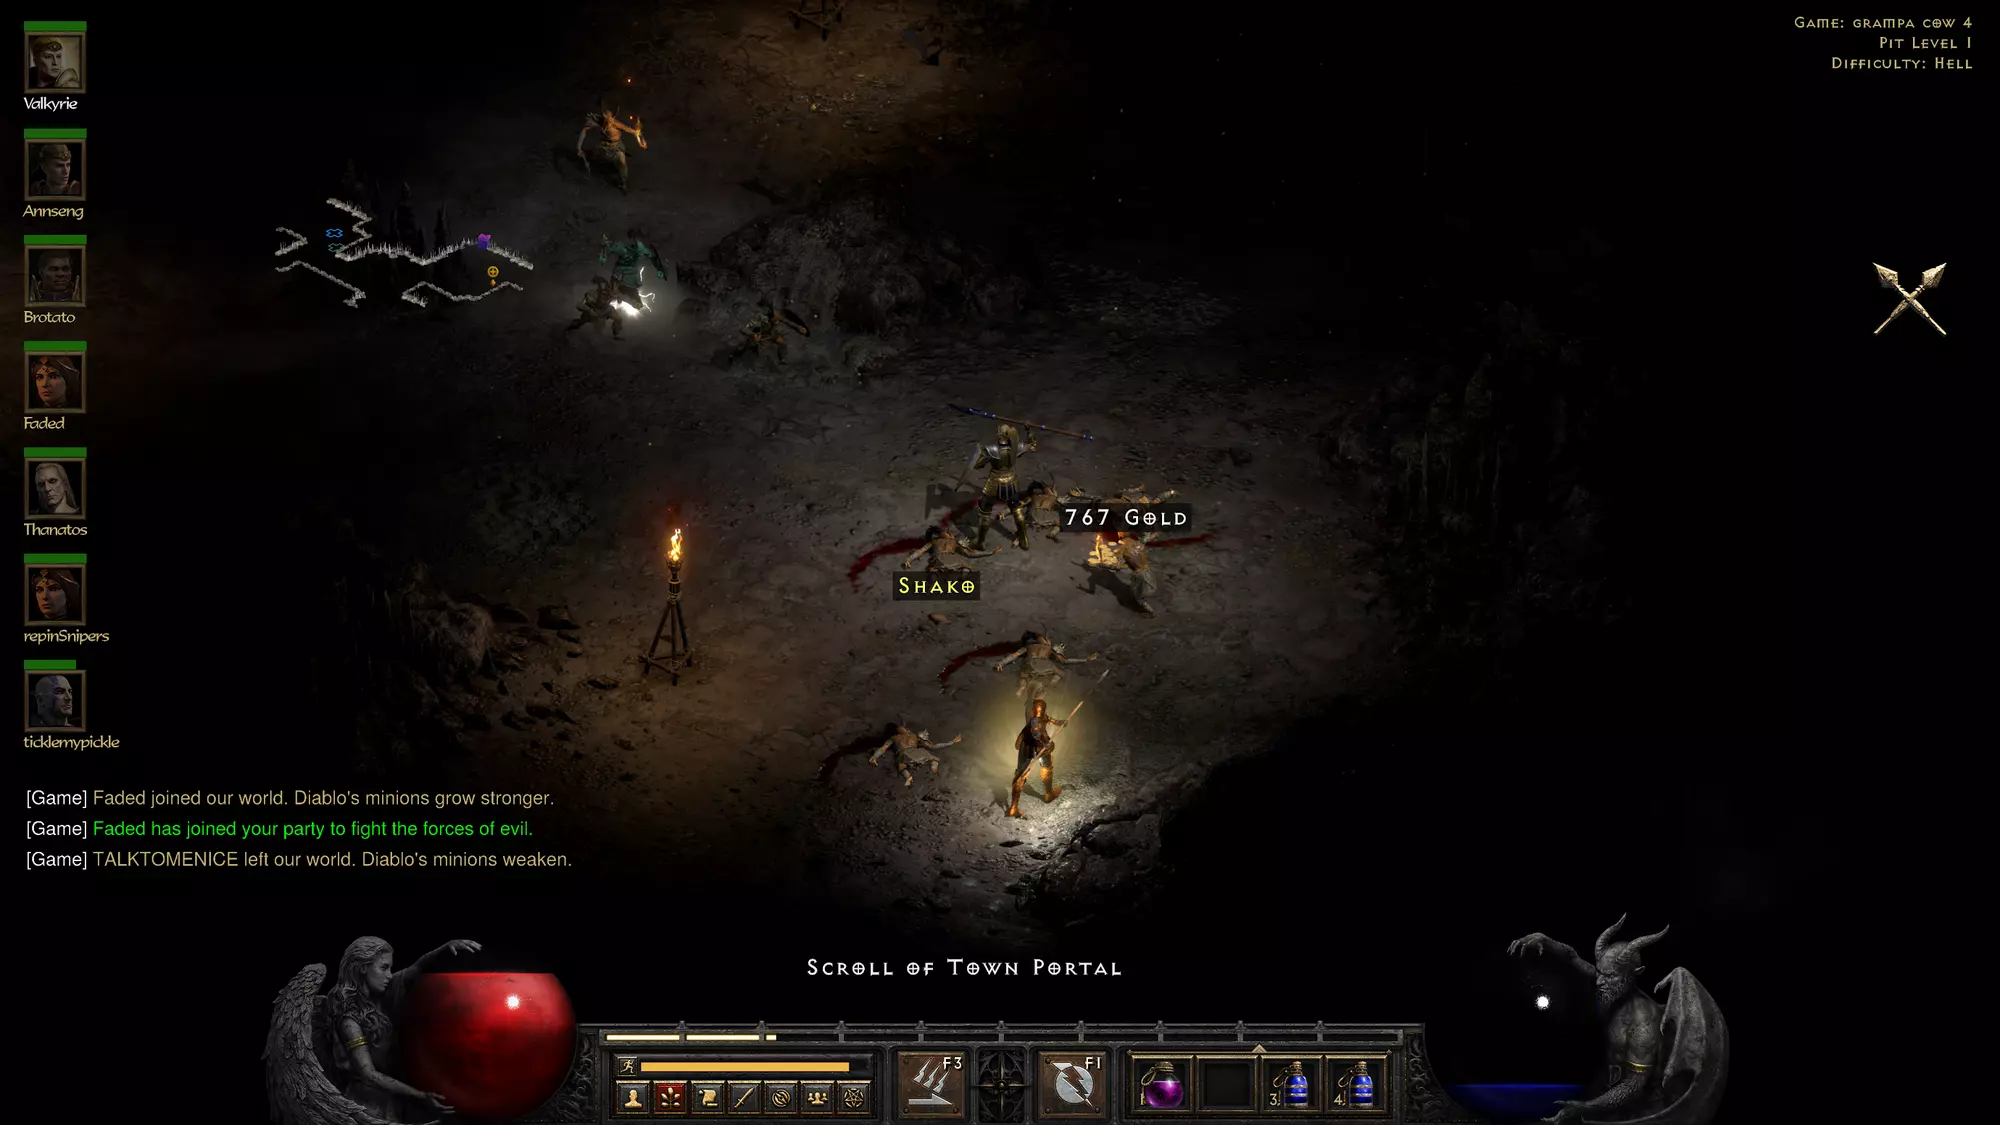 Game: grampa cow 4
Pit Level 1
Difficulty: Hell
Valkyrie
Annseng
Brotato
Faded
Thanatos
repinSnipers
ticklemypickle
767 Gold
Shako
[Game] Faded joined our world. Diablo's minions grow stronger.
[Game] Faded has joined your party to fight the forces of evil.
[Game] TALKTOMENICE left our world. Diablo's minions weaken.
Scroll of Town Portal
F3
F1
1
3
4